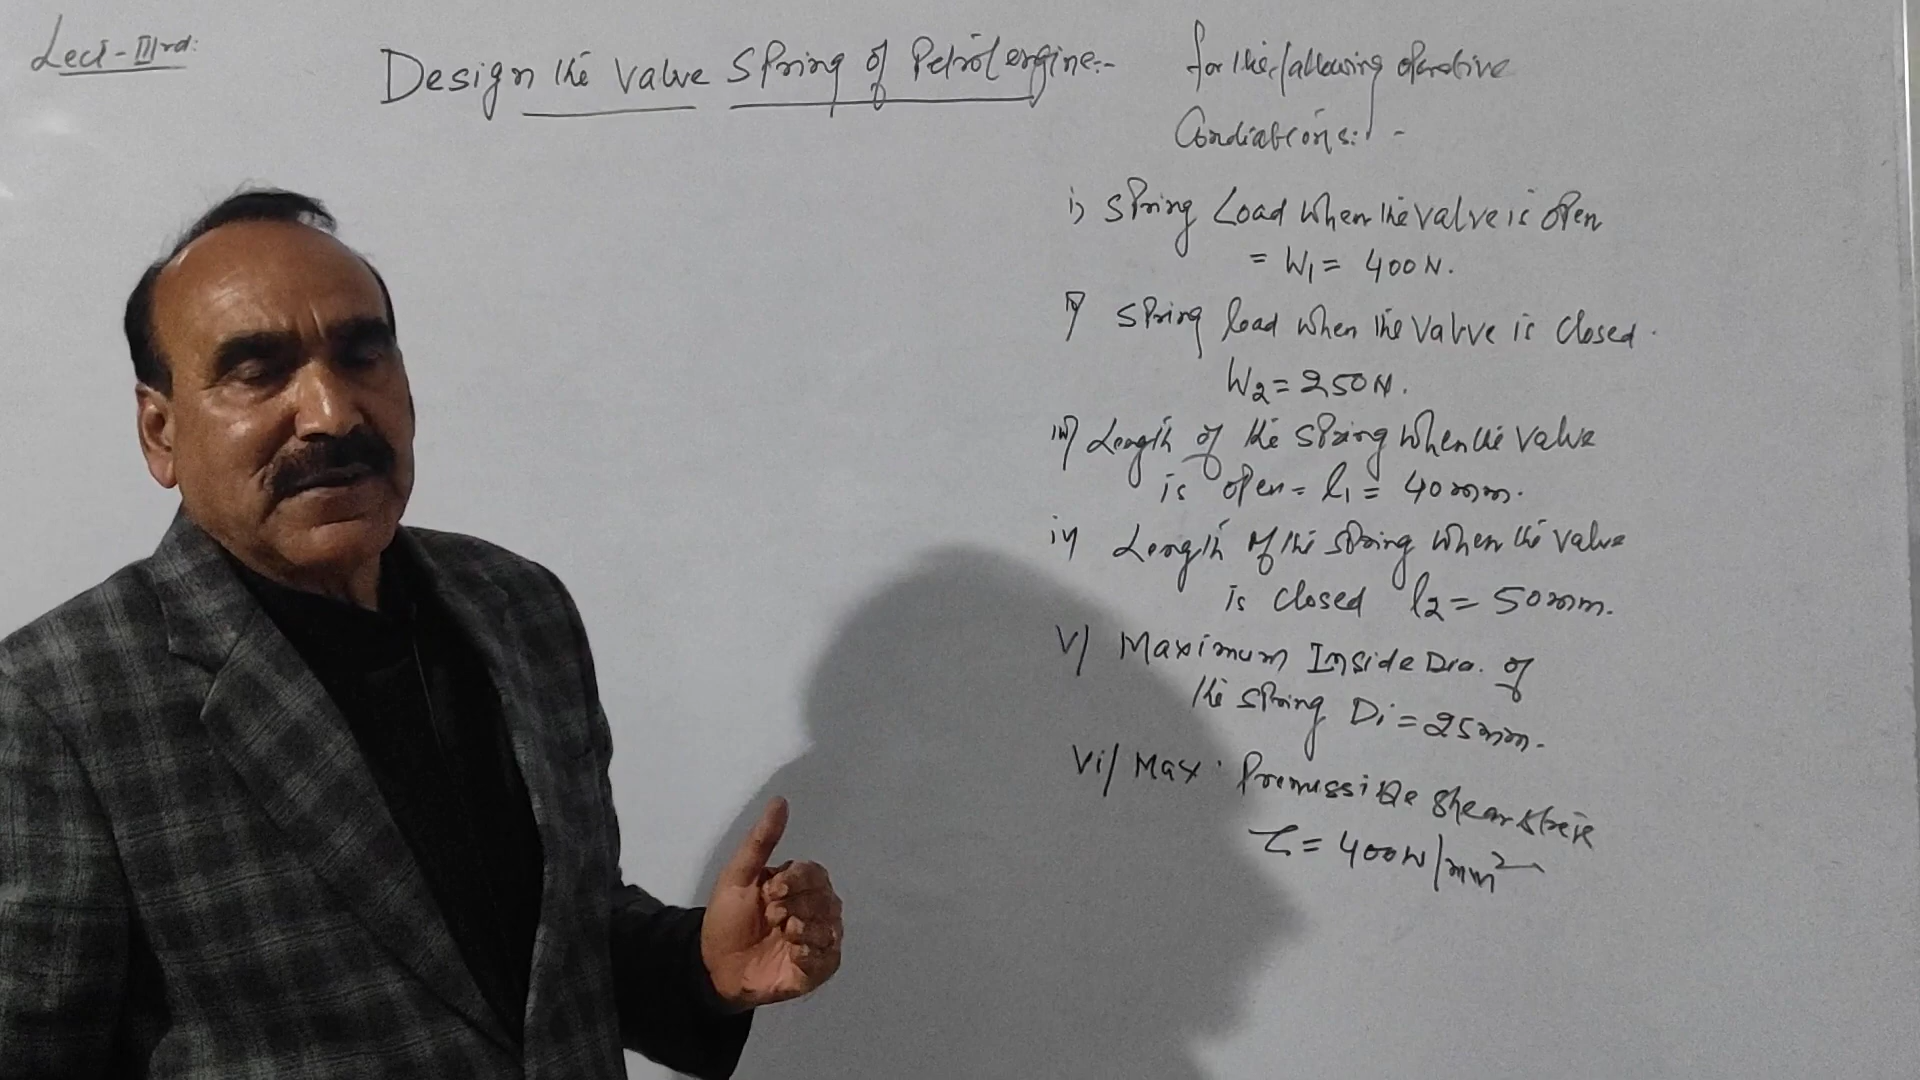 Lect-IIIrd:
Design the Valve Spring of Petrol engine:-
for the following operative
Condiations:-
i) Spring Load when the valve is open
= W1 = 400 N.
ii) Spring load when the valve is closed.
W2 = 250 N.
iii) Length of the spring when the valve
is open = l1 = 40 mm.
iv) Length of the spring when the valve
is closed l2 = 50 mm.
V) Maximum Inside Dia. of
the spring Di = 25 mm.
Vi) Max. Premissible shear stress
τ = 400 N/mm²